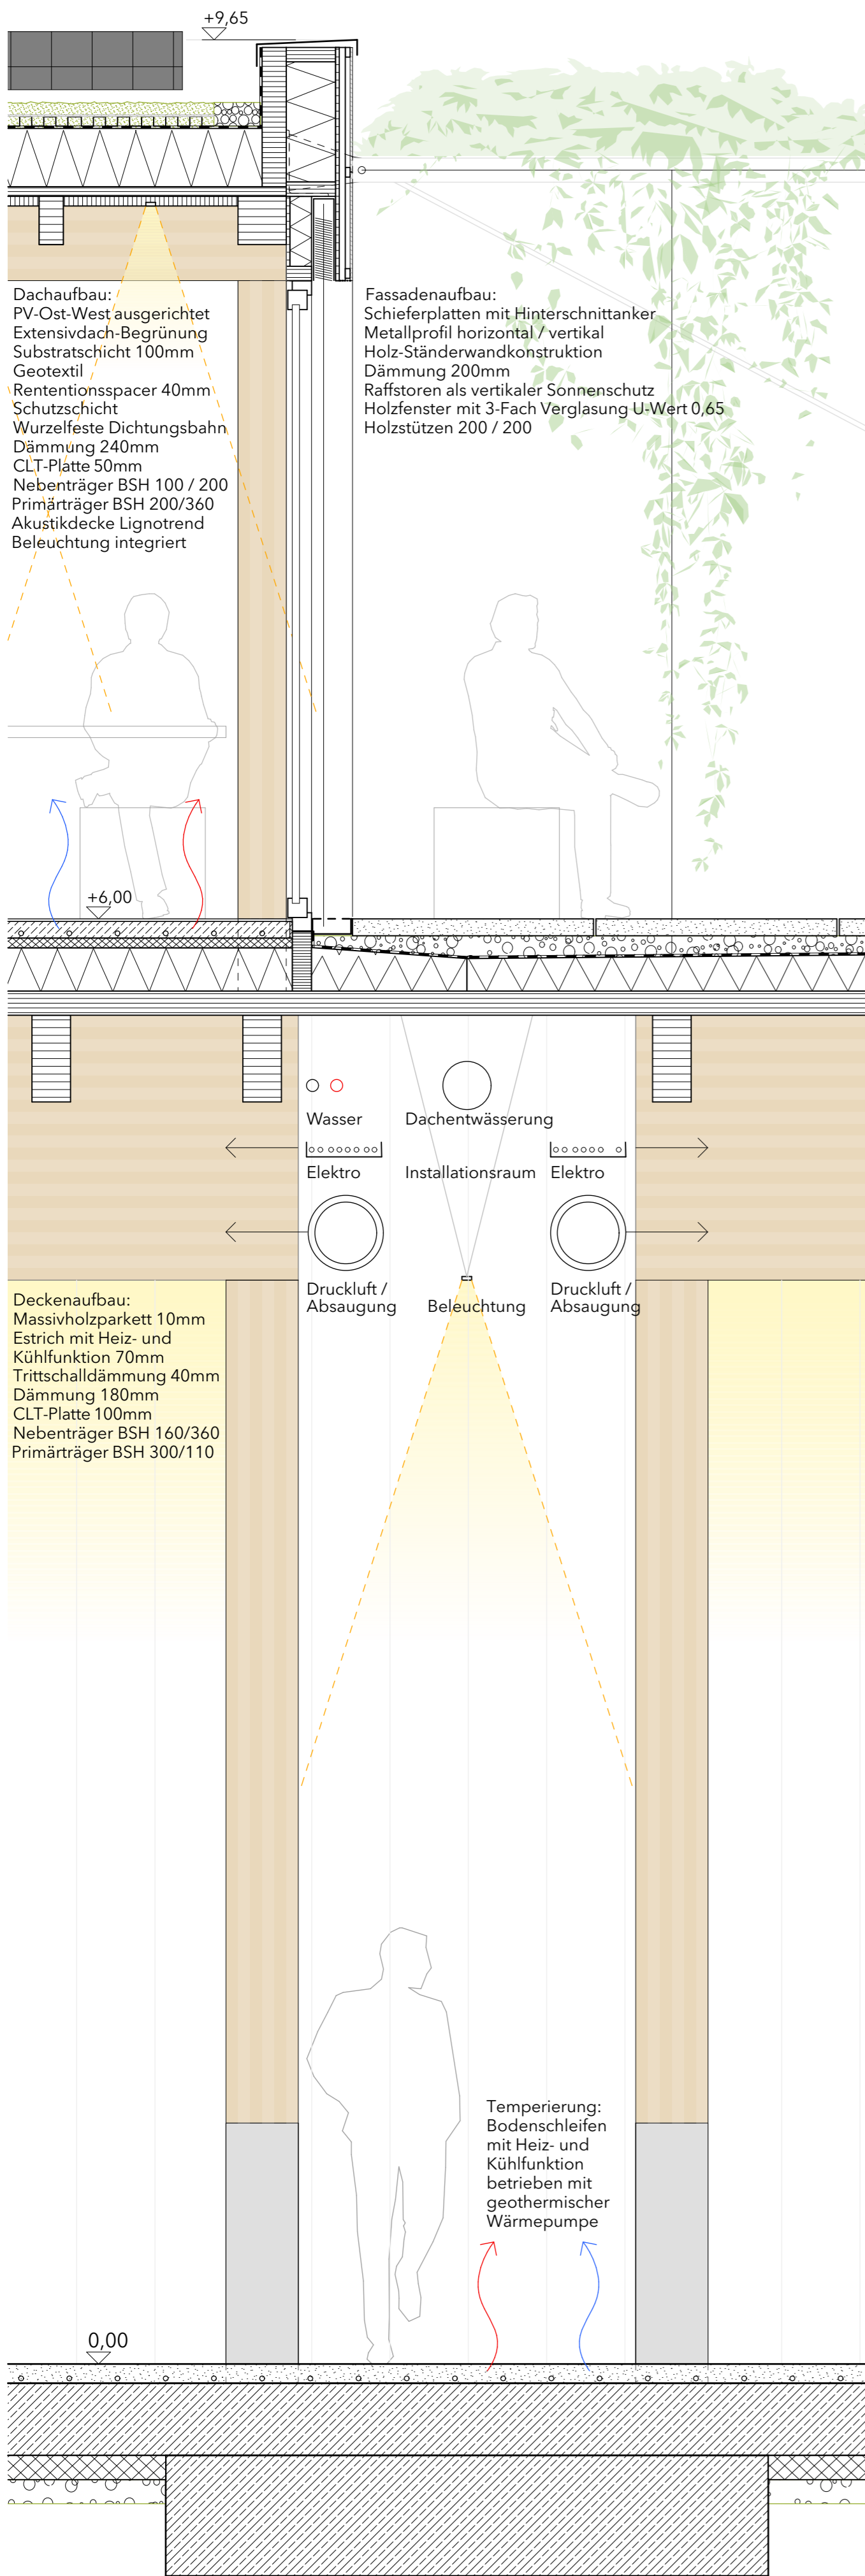 +9,65
Dachaufbau:
PV-Ost-West ausgerichtet
Extensivdach-Begrünung
Substratschicht 100mm
Geotextil
Rententionsspacer 40mm
Schutzschicht
Wurzelfeste Dichtungsbahn
Dämmung 240mm
CLT-Platte 50mm
Nebenträger BSH 100 / 200
Primärträger BSH 200/360
Akustikdecke Lignotrend
Beleuchtung integriert
Fassadenaufbau:
Schieferplatten mit Hinterschnittanker
Metallprofil horizontal / vertikal
Holz-Ständerwandkonstruktion
Dämmung 200mm
Raffstoren als vertikaler Sonnenschutz
Holzfenster mit 3-Fach Verglasung U-Wert 0,65
Holzstützen 200 / 200
+6,00
Wasser
Dachentwässerung
Elektro
Installationsraum
Elektro
Druckluft /
Absaugung
Beleuchtung
Druckluft /
Absaugung
Deckenaufbau:
Massivholzparkett 10mm
Estrich mit Heiz- und
Kühlfunktion 70mm
Trittschalldämmung 40mm
Dämmung 180mm
CLT-Platte 100mm
Nebenträger BSH 160/360
Primärträger BSH 300/110
Temperierung:
Bodenschleifen
mit Heiz- und
Kühlfunktion
betrieben mit
geothermischer
Wärmepumpe
0,00